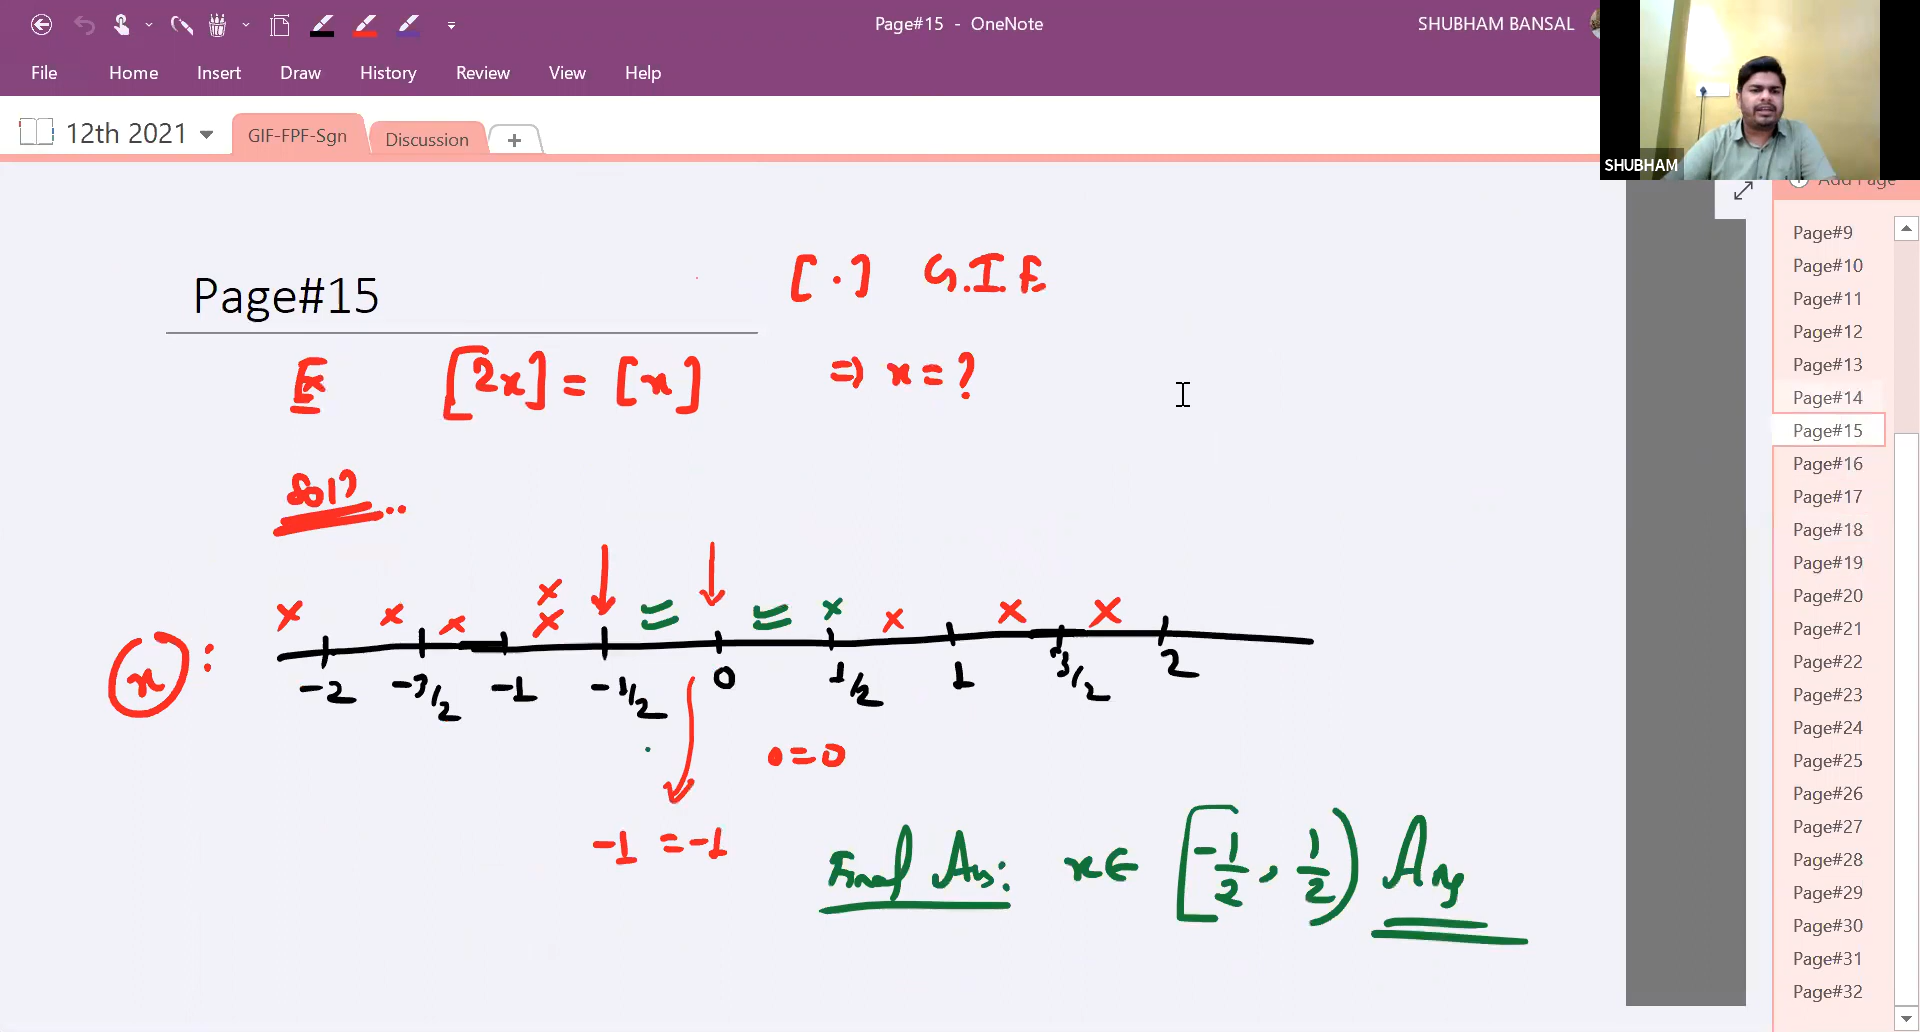 Page#15 - OneNote
SHUBHAM BANSAL
File Home Insert Draw History Review View Help
SHUBHAM
12th 2021 GIF-FPF-Sgn Discussion +
Add Page
Page#9
Page#10
Page#11
Page#12
Page#13
Page#14
Page#15
Page#16
Page#17
Page#18
Page#19
Page#20
Page#21
Page#22
Page#23
Page#24
Page#25
Page#26
Page#27
Page#28
Page#29
Page#30
Page#31
Page#32
Page#15
[·] G.I.F.
Ex [2x] = [x] ⇒ x = ?
Solⁿ..
x x x x x = = x x x x
x :
-2 -3/2 -1 -1/2 0 1/2 1 3/2 2
0=0
-1 = -1
Final Ans: x∈ [-1/2, 1/2) Ans